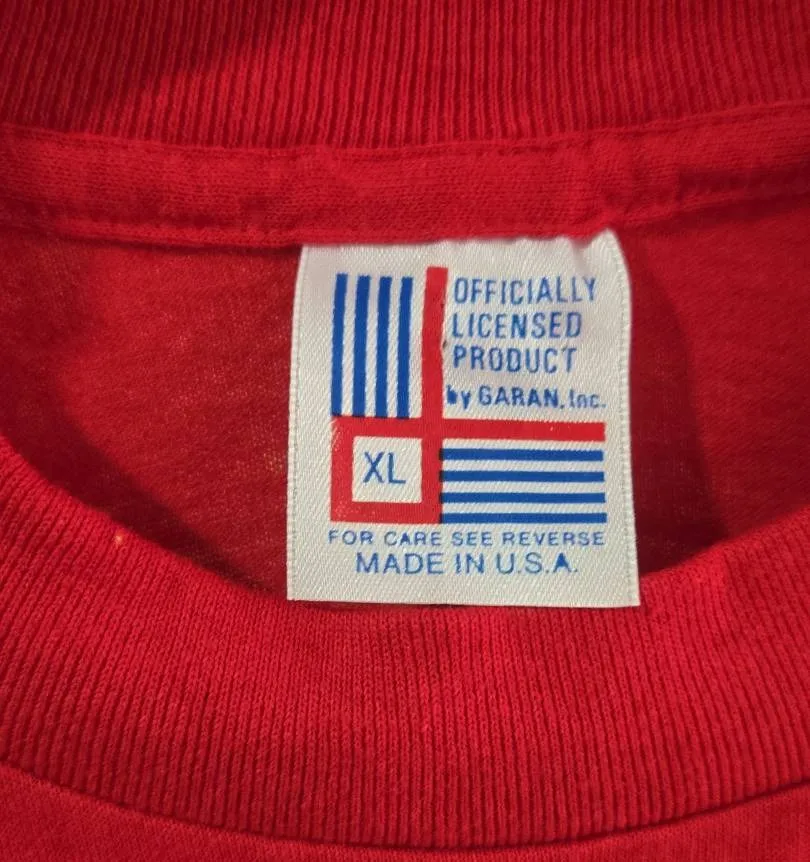 OFFICIALLY
LICENSED
PRODUCT
by GARAN, Inc.
XL
FOR CARE SEE REVERSE
MADE IN U.S.A.